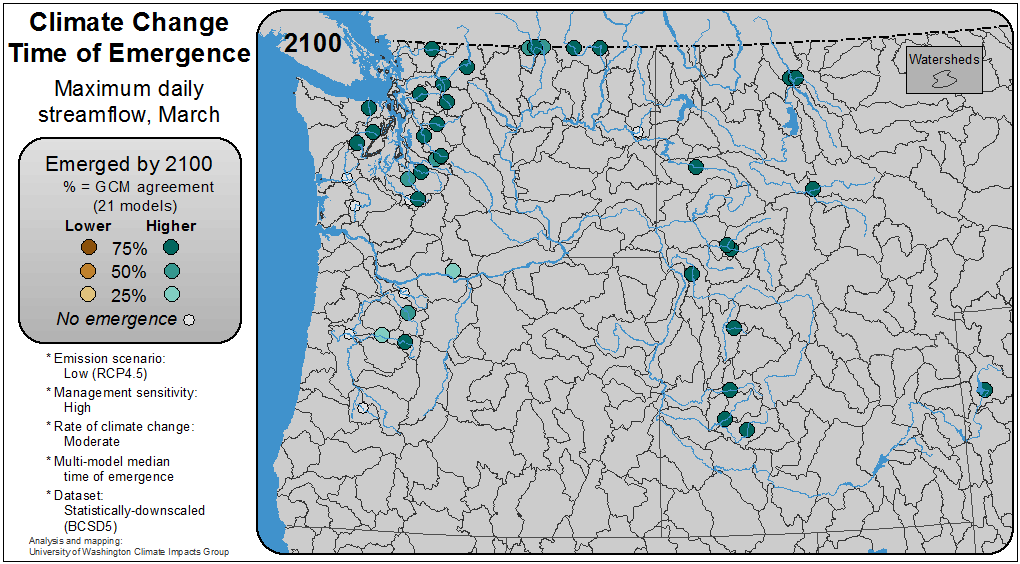 Climate Change
Time of Emergence
Maximum daily
streamflow, March
Emerged by 2100
% = GCM agreement
(21 models)
Lower Higher
75%
50%
25%
No emergence
* Emission scenario:
Low (RCP4.5)
* Management sensitivity:
High
* Rate of climate change:
Moderate
* Multi-model median
time of emergence
* Dataset:
Statistically-downscaled
(BCSD5)
Analysis and mapping:
University of Washington Climate Impacts Group
2100
Watersheds